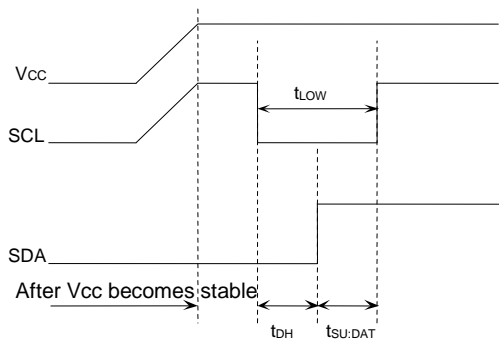 VCC
tLOW
SCL
SDA
After Vcc becomes stable
tDH
tSU:DAT